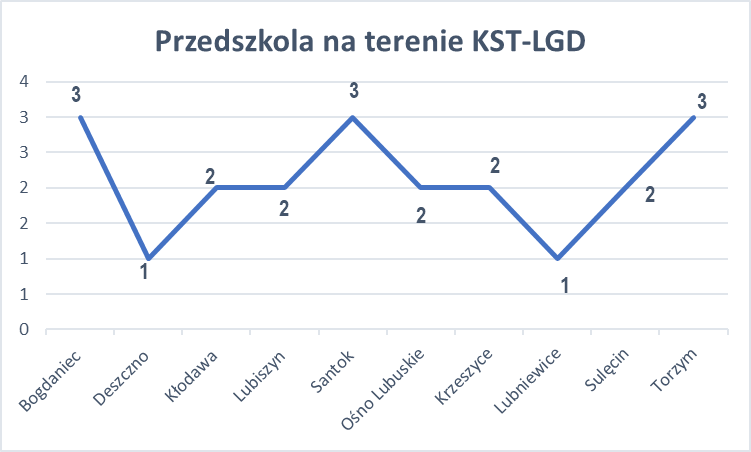 Przedszkola na terenie KST-LGD
4
3
3
2
2
1
1
0
3
1
2
2
3
2
2
1
2
3
Bogdaniec
Deszczno
Kłodawa
Lubiszyn
Santok
Ośno Lubuskie
Krzeszyce
Lubniewice
Sulęcin
Torzym